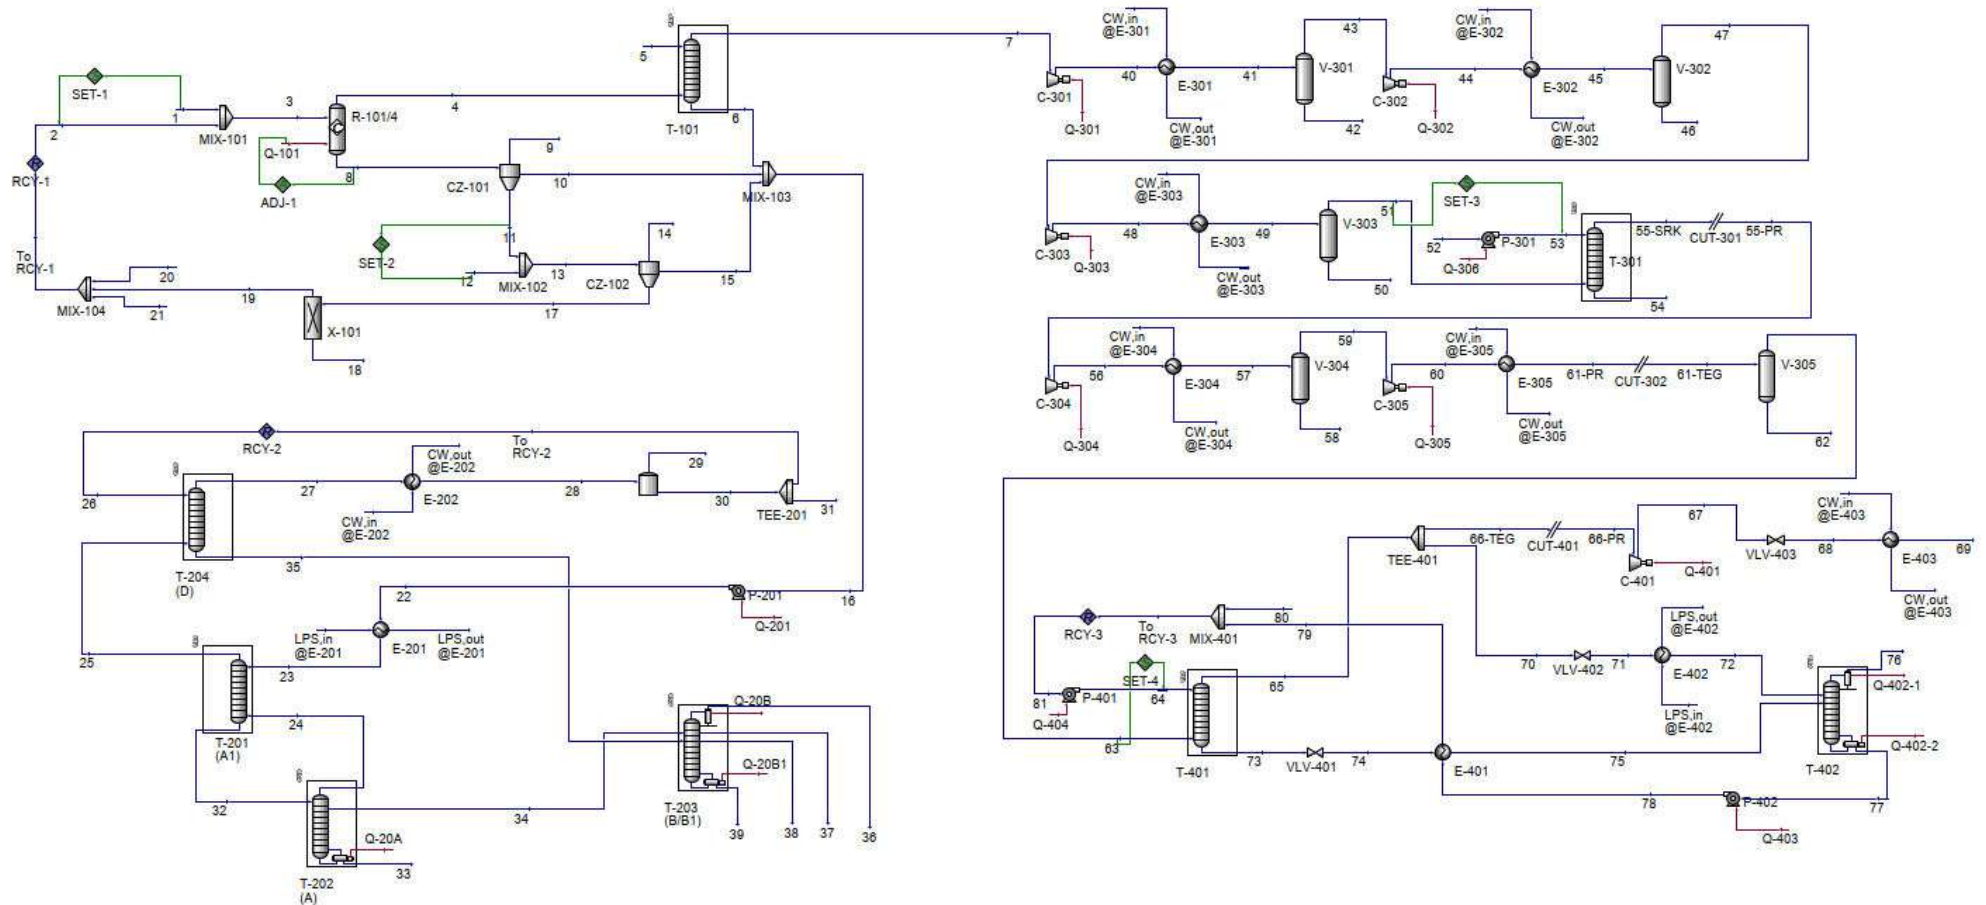 SET-1
1
2
3
MIX-101
RCY-1
To
RCY-1
R-101/4
Q-101
ADJ-1
8
4
5
T-101
6
7
9
CZ-101
10
MIX-103
11
SET-2
12
MIX-102
13
CZ-102
14
15
17
20
19
MIX-104
21
X-101
18
RCY-2
To
RCY-2
26
27
CW,out
@E-202
E-202
CW,in
@E-202
28
29
30
TEE-201
31
T-204
(D)
35
22
P-201
16
Q-201
LPS,in
@E-201
E-201
LPS,out
@E-201
25
23
24
T-201
(A1)
32
34
Q-20A
T-202
(A)
33
Q-20B
Q-20B1
T-203
(B/B1)
39
38
37
36
CW,in
@E-301
C-301
40
Q-301
E-301
CW,out
@E-301
41
V-301
42
43
C-302
Q-302
CW,in
@E-302
44
E-302
CW,out
@E-302
45
V-302
46
47
C-303
Q-303
48
CW,in
@E-303
E-303
CW,out
@E-303
49
V-303
50
51
SET-3
52
P-301
Q-306
53
T-301
54
55-SRK
CUT-301
55-PR
C-304
Q-304
56
CW,in
@E-304
E-304
CW,out
@E-304
57
V-304
58
59
C-305
Q-305
60
CW,in
@E-305
E-305
CW,out
@E-305
61-PR
CUT-302
61-TEG
V-305
62
TEE-401
66-TEG
CUT-401
66-PR
C-401
Q-401
67
VLV-403
68
CW,in
@E-403
E-403
CW,out
@E-403
69
RCY-3
To
RCY-3
MIX-401
80
79
SET-4
81
P-401
Q-404
64
65
63
T-401
73
VLV-401
74
E-401
75
70
VLV-402
71
LPS,out
@E-402
E-402
LPS,in
@E-402
72
76
Q-402-1
Q-402-2
T-402
78
P-402
77
Q-403